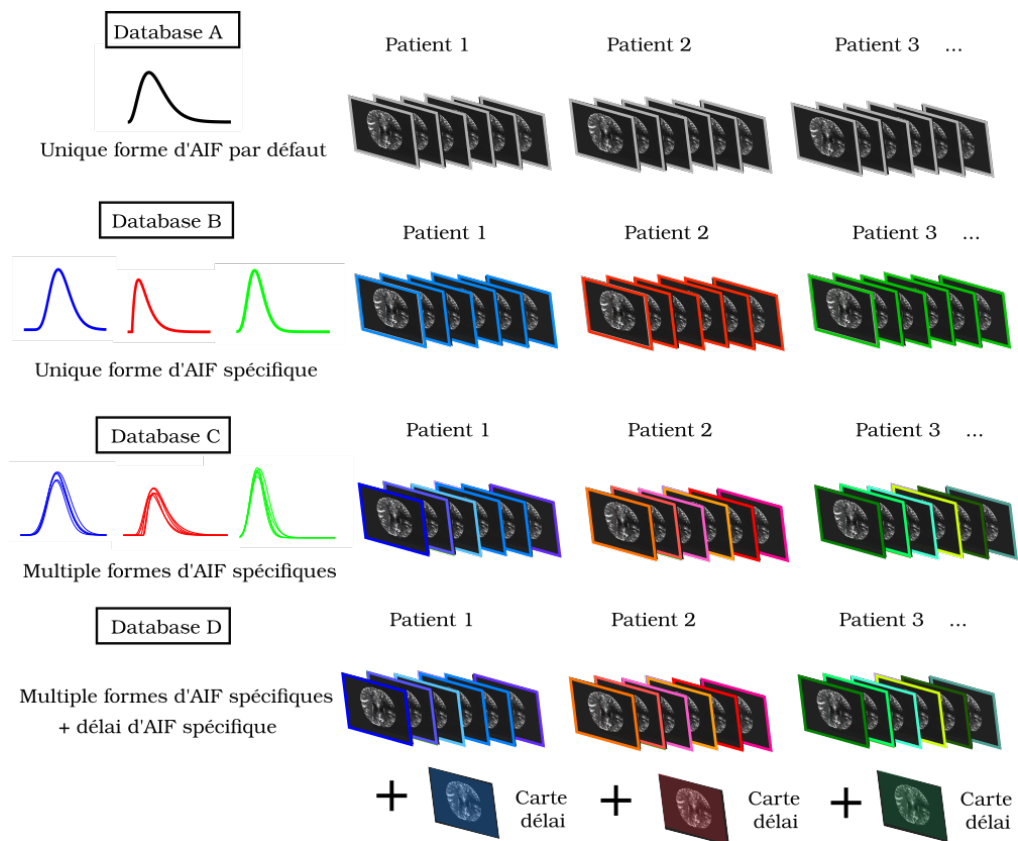 Database A
Patient 1
Patient 2
Patient 3 ...
Unique forme d'AIF par défaut
Database B
Patient 1
Patient 2
Patient 3 ...
Unique forme d'AIF spécifique
Database C
Patient 1
Patient 2
Patient 3 ...
Multiple formes d'AIF spécifiques
Database D
Patient 1
Patient 2
Patient 3 ...
Multiple formes d'AIF spécifiques
+ délai d'AIF spécifique
+
Carte
délai
+
Carte
délai
+
Carte
délai